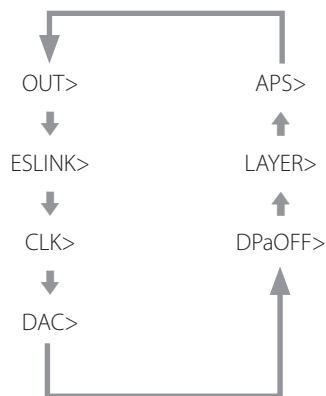 OUT>
ESLINK>
CLK>
DAC>
DPaOFF>
LAYER>
APS>